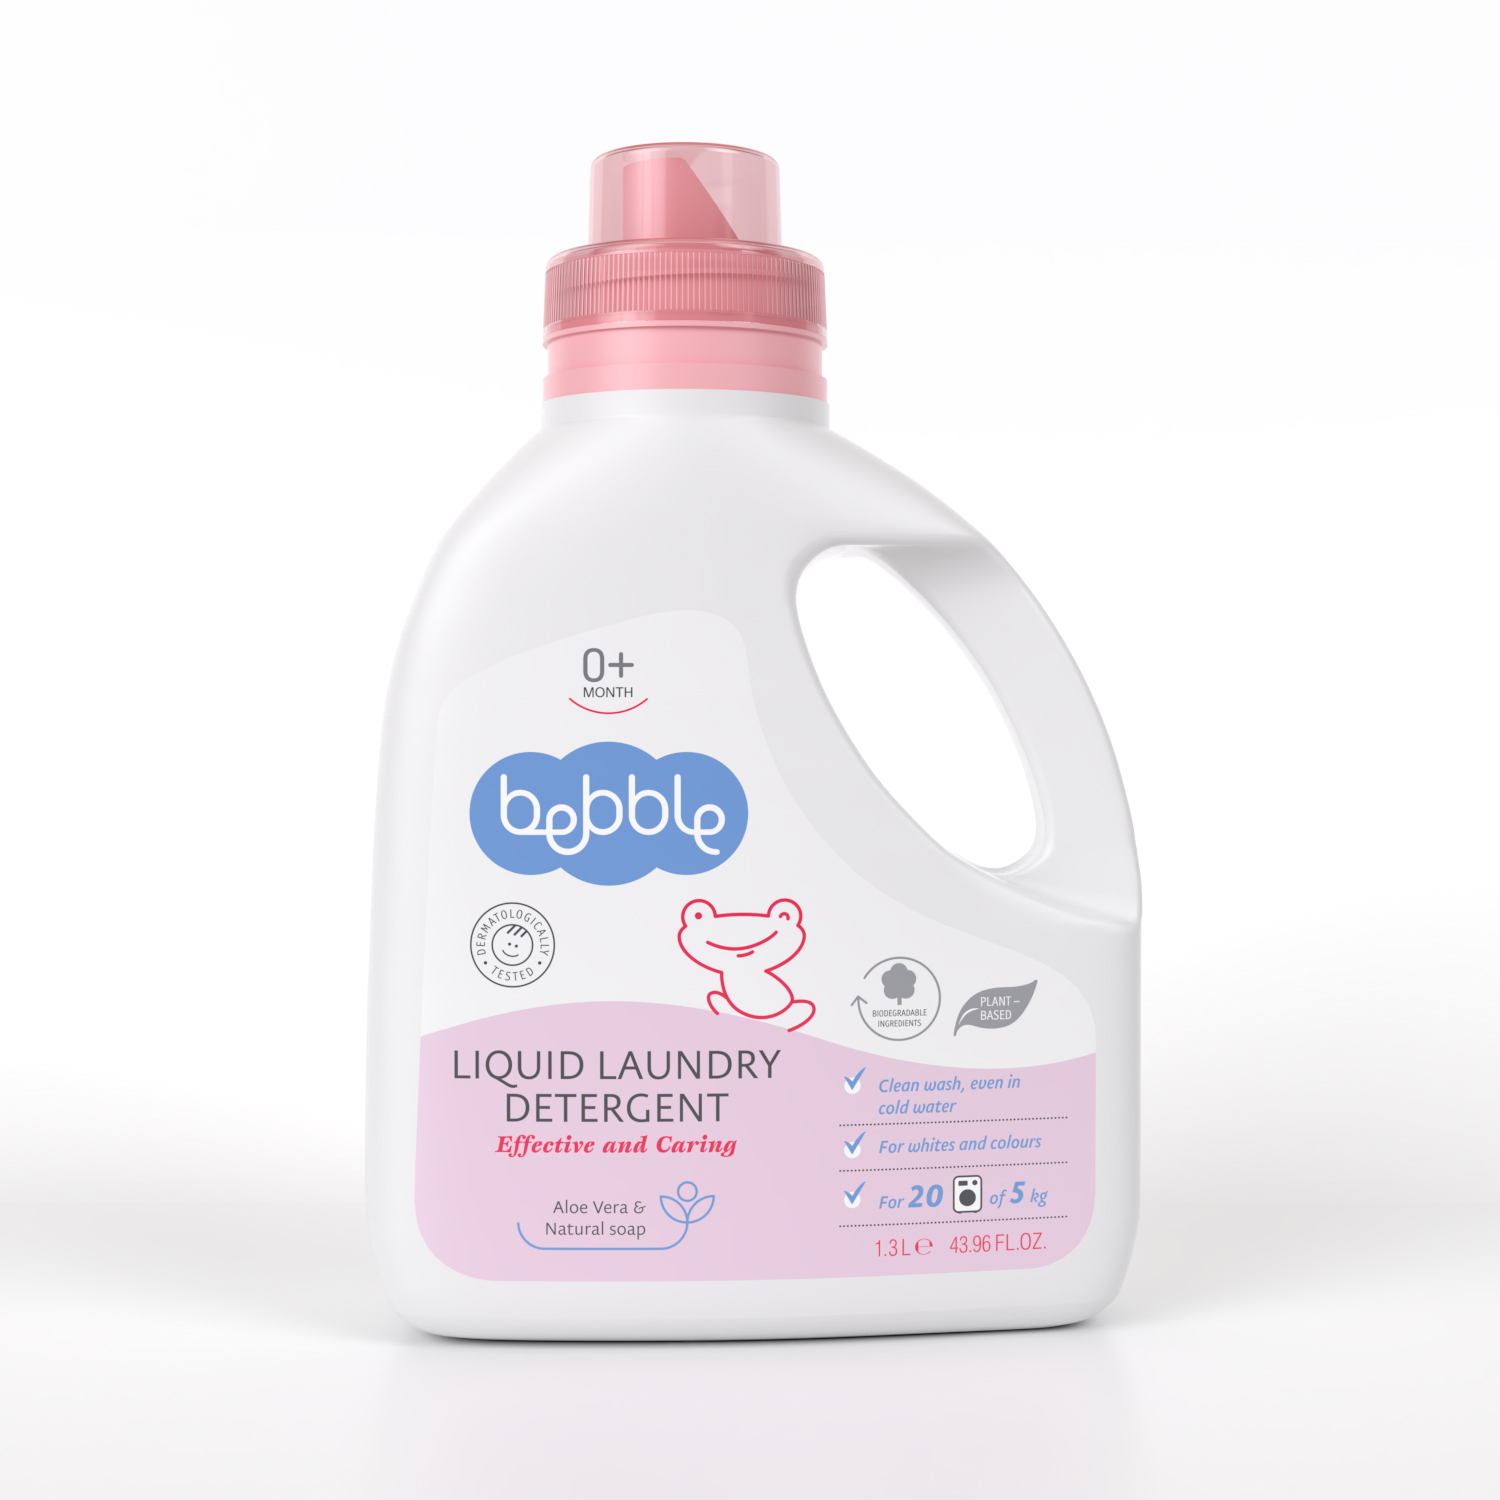 0+
MONTH
bebble
DERMATOLOGICALLY
• TESTED •
BIODEGRADABLE
INGREDIENTS
PLANT –
BASED
LIQUID LAUNDRY
DETERGENT
Effective and Caring
Aloe Vera &
Natural soap
Clean wash, even in
cold water
For whites and colours
For 20 of 5 kg
1.3 L ℮ 43.96 FL.OZ.